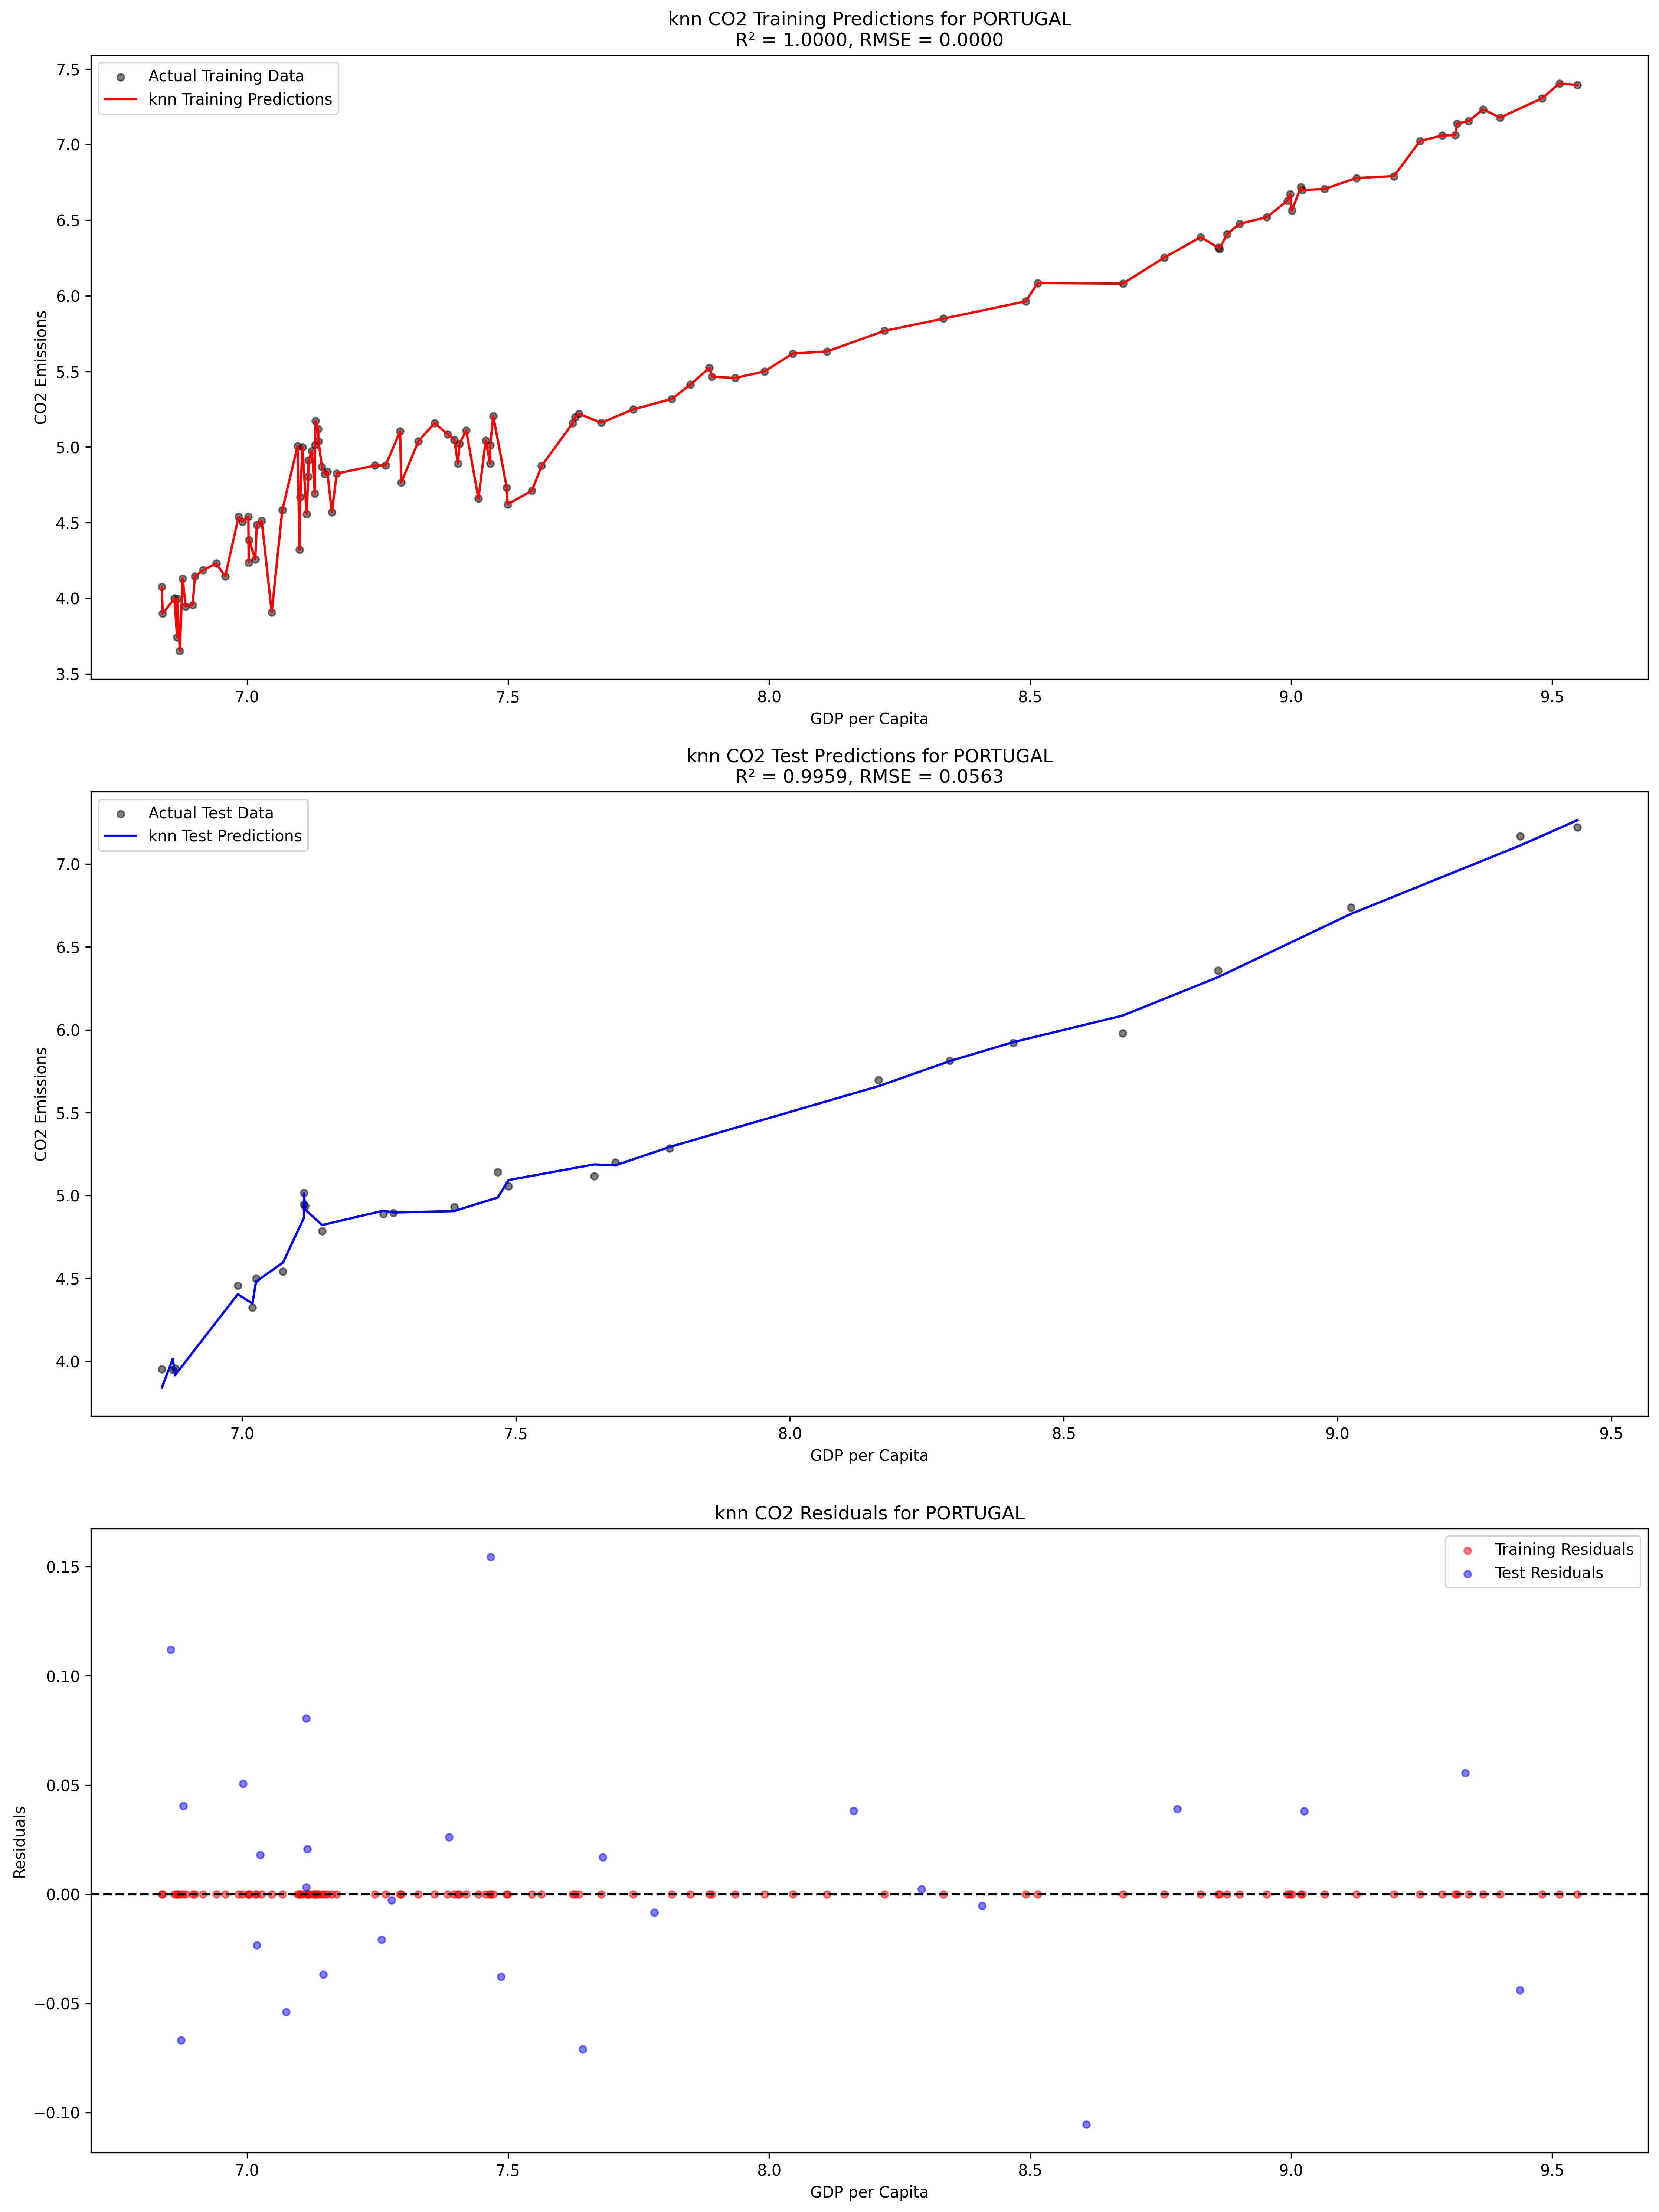 knn CO2 Training Predictions for PORTUGAL
R² = 1.0000, RMSE = 0.0000
Actual Training Data
knn Training Predictions
CO2 Emissions
7.5
7.0
6.5
6.0
5.5
5.0
4.5
4.0
3.5
7.0 7.5 8.0 8.5 9.0 9.5
GDP per Capita
knn CO2 Test Predictions for PORTUGAL
R² = 0.9959, RMSE = 0.0563
Actual Test Data
knn Test Predictions
CO2 Emissions
7.0
6.5
6.0
5.5
5.0
4.5
4.0
7.0 7.5 8.0 8.5 9.0 9.5
GDP per Capita
knn CO2 Residuals for PORTUGAL
Training Residuals
Test Residuals
Residuals
0.15
0.10
0.05
0.00
−0.05
−0.10
7.0 7.5 8.0 8.5 9.0 9.5
GDP per Capita